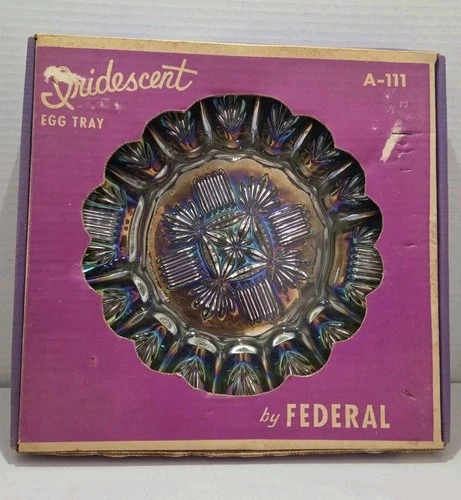 Iridescent
A-111
EGG TRAY
by FEDERAL